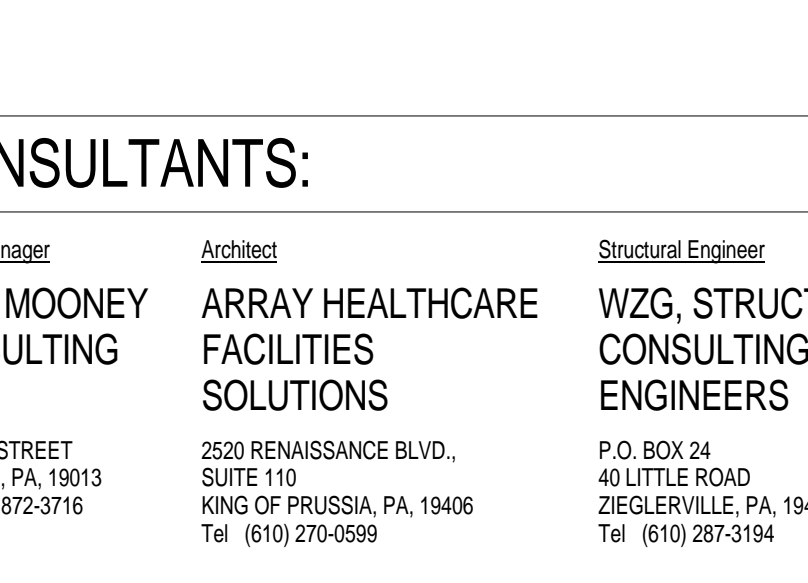 NSULTANTS:
nager
MOONEY
ULTING
STREET
, PA, 19013
872-3716
Architect
ARRAY HEALTHCARE
FACILITIES
SOLUTIONS
2520 RENAISSANCE BLVD.,
SUITE 110
KING OF PRUSSIA, PA, 19406
Tel (610) 270-0599
Structural Engineer
WZG, STRUCT
CONSULTING
ENGINEERS
P.O. BOX 24
40 LITTLE ROAD
ZIEGLERVILLE, PA, 194
Tel (610) 287-3194